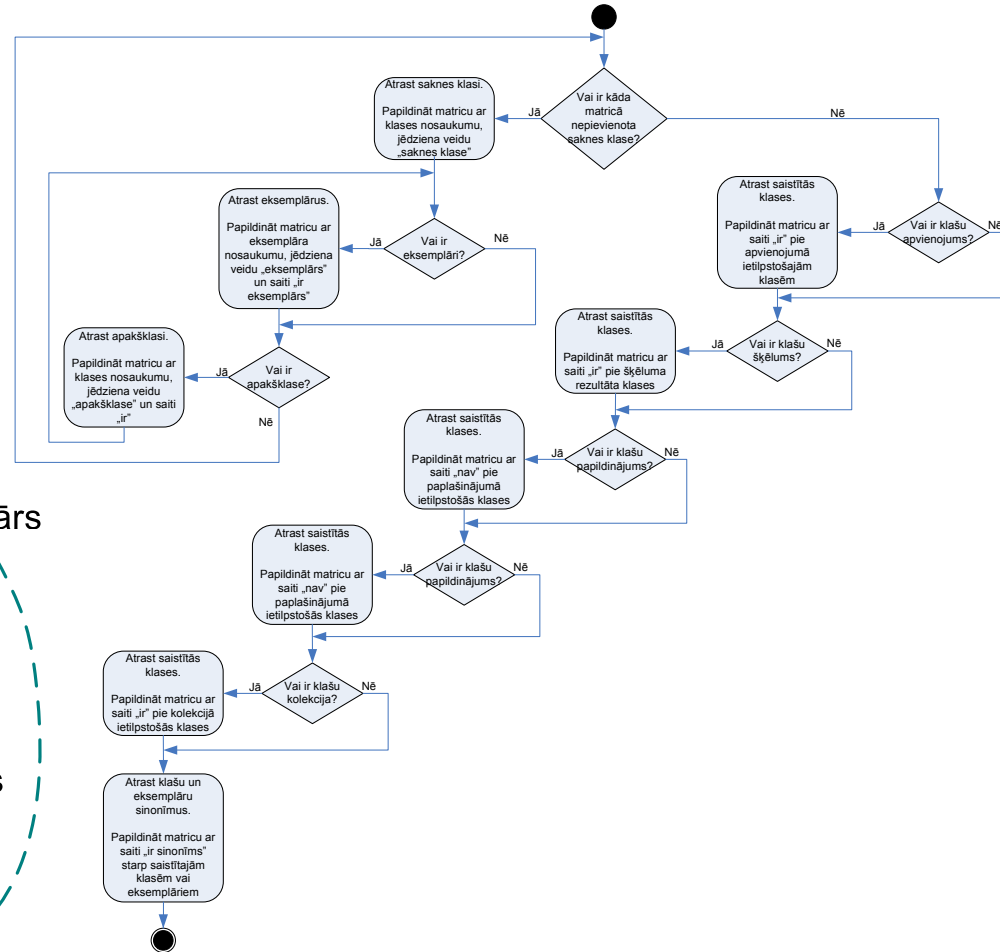 Atrast saknes klasi.
Papildināt matricu ar
klases nosaukumu,
jēdziena veidu
„saknes klase”
Jā
Vai ir kāda
matricā
nepievienota
saknes klase?
Nē
Atrast eksemplārus.
Papildināt matricu ar
eksemplāra
nosaukumu, jēdziena
veidu „eksemplārs”
un saiti „ir
eksemplārs”
Jā
Vai ir
eksemplāri?
Nē
Atrast saistītās
klases.
Papildināt matricu ar
saiti „ir” pie
apvienojumā
ietilpstošajām
klasēm
Jā
Vai ir klašu
apvienojums?
Nē
Atrast apakšklasi.
Papildināt matricu ar
klases nosaukumu,
jēdziena veidu
„apakšklase” un saiti
„ir”
Jā
Vai ir
apakšklase?
Nē
Atrast saistītās
klases.
Papildināt matricu ar
saiti „ir” pie šķēluma
rezultāta klases
Jā
Vai ir klašu
šķēlums?
Nē
Atrast saistītās
klases.
Papildināt matricu ar
saiti „nav” pie
paplašinājumā
ietilpstošās klases
Jā
Vai ir klašu
papildinājums?
Nē
ārs
Atrast saistītās
klases.
Papildināt matricu ar
saiti „nav” pie
paplašinājumā
ietilpstošās klases
Jā
Vai ir klašu
papildinājums?
Nē
Atrast saistītās
klases.
Papildināt matricu ar
saiti „ir” pie kolekcijā
ietilpstošās klases
Jā
Vai ir klašu
kolekcija?
Nē
s
Atrast klašu un
eksemplāru
sinonīmus.
Papildināt matricu ar
saiti „ir sinonīms”
starp saistītajām
klasēm vai
eksemplāriem